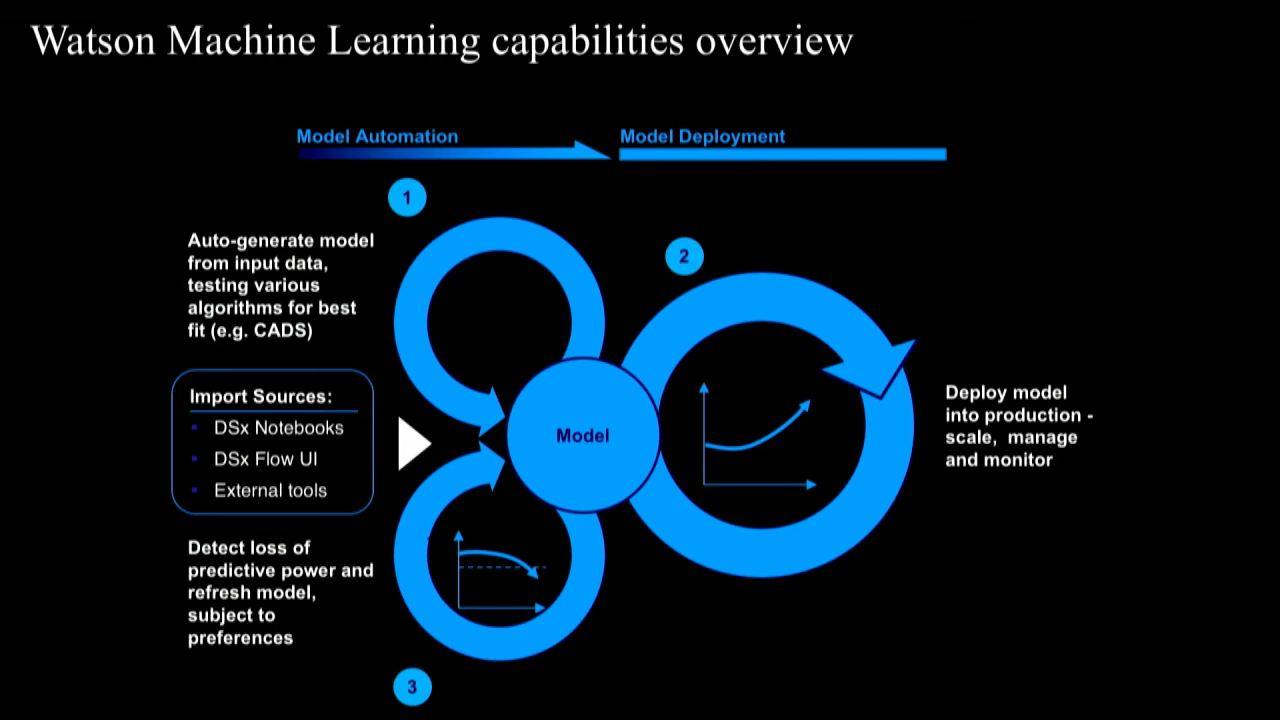 Watson Machine Learning capabilities overview
Model Automation
Model Deployment
1
Auto-generate model
from input data,
testing various
algorithms for best
fit (e.g. CADS)
2
Import Sources:
DSx Notebooks
DSx Flow UI
External tools
Model
Deploy model
into production -
scale, manage
and monitor
Detect loss of
predictive power and
refresh model,
subject to
preferences
3